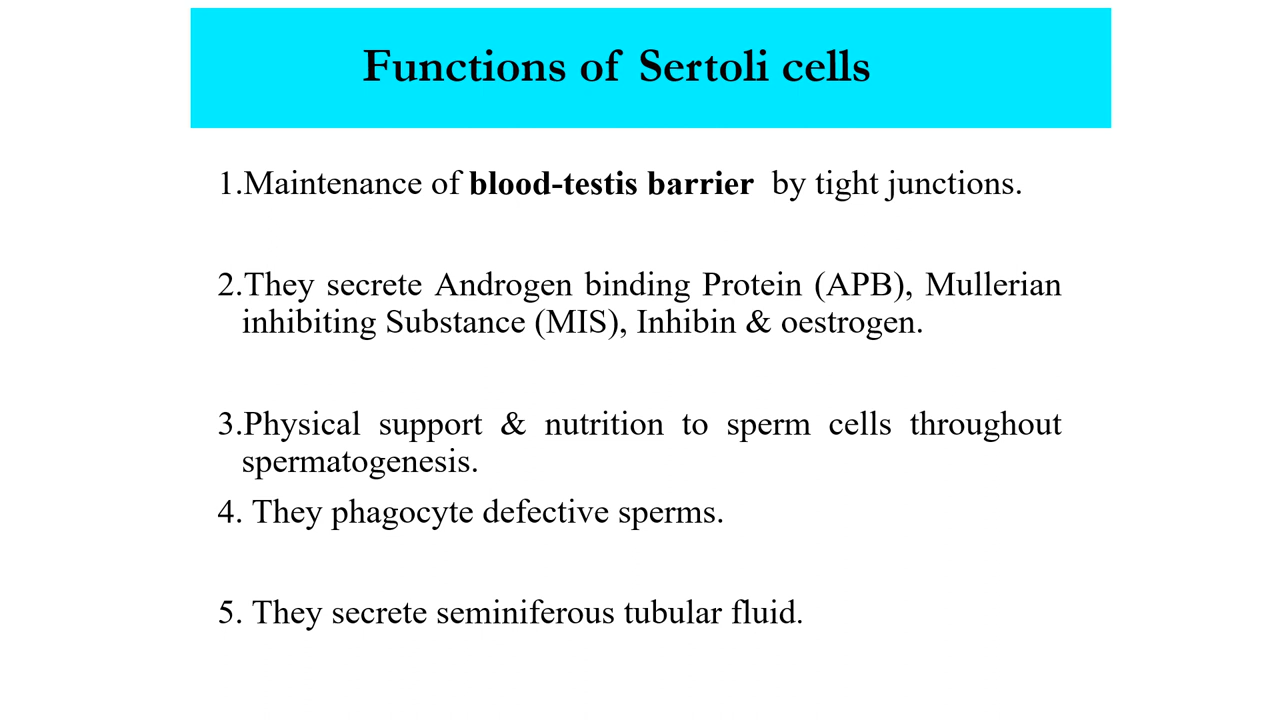 Functions of Sertoli cells
1.Maintenance of blood-testis barrier by tight junctions.
2.They secrete Androgen binding Protein (APB), Mullerian
inhibiting Substance (MIS), Inhibin & oestrogen.
3.Physical support & nutrition to sperm cells throughout
spermatogenesis.
4. They phagocyte defective sperms.
5. They secrete seminiferous tubular fluid.